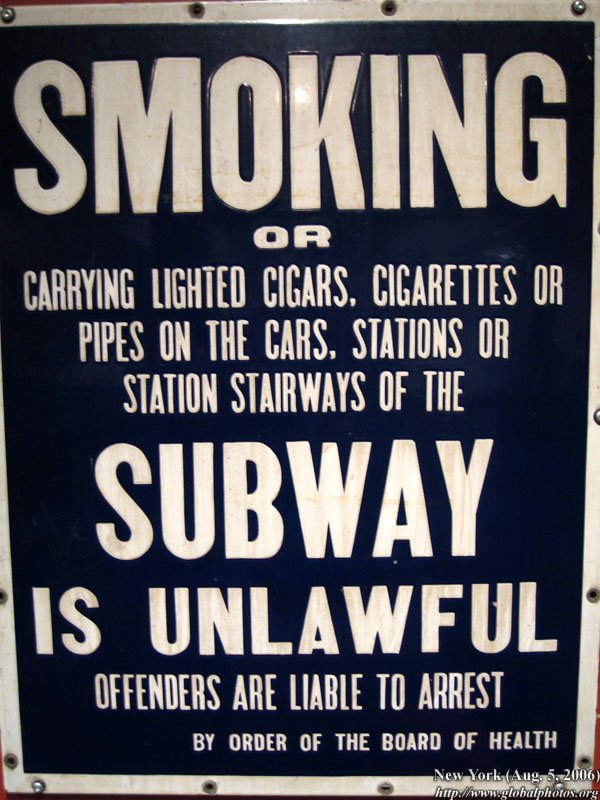 SMOKING
OR
CARRYING LIGHTED CIGARS, CIGARETTES OR
PIPES ON THE CARS, STATIONS OR
STATION STAIRWAYS OF THE
SUBWAY
IS UNLAWFUL
OFFENDERS ARE LIABLE TO ARREST
BY ORDER OF THE BOARD OF HEALTH
New York (Aug. 5, 2006)
http://www.globalphotos.org